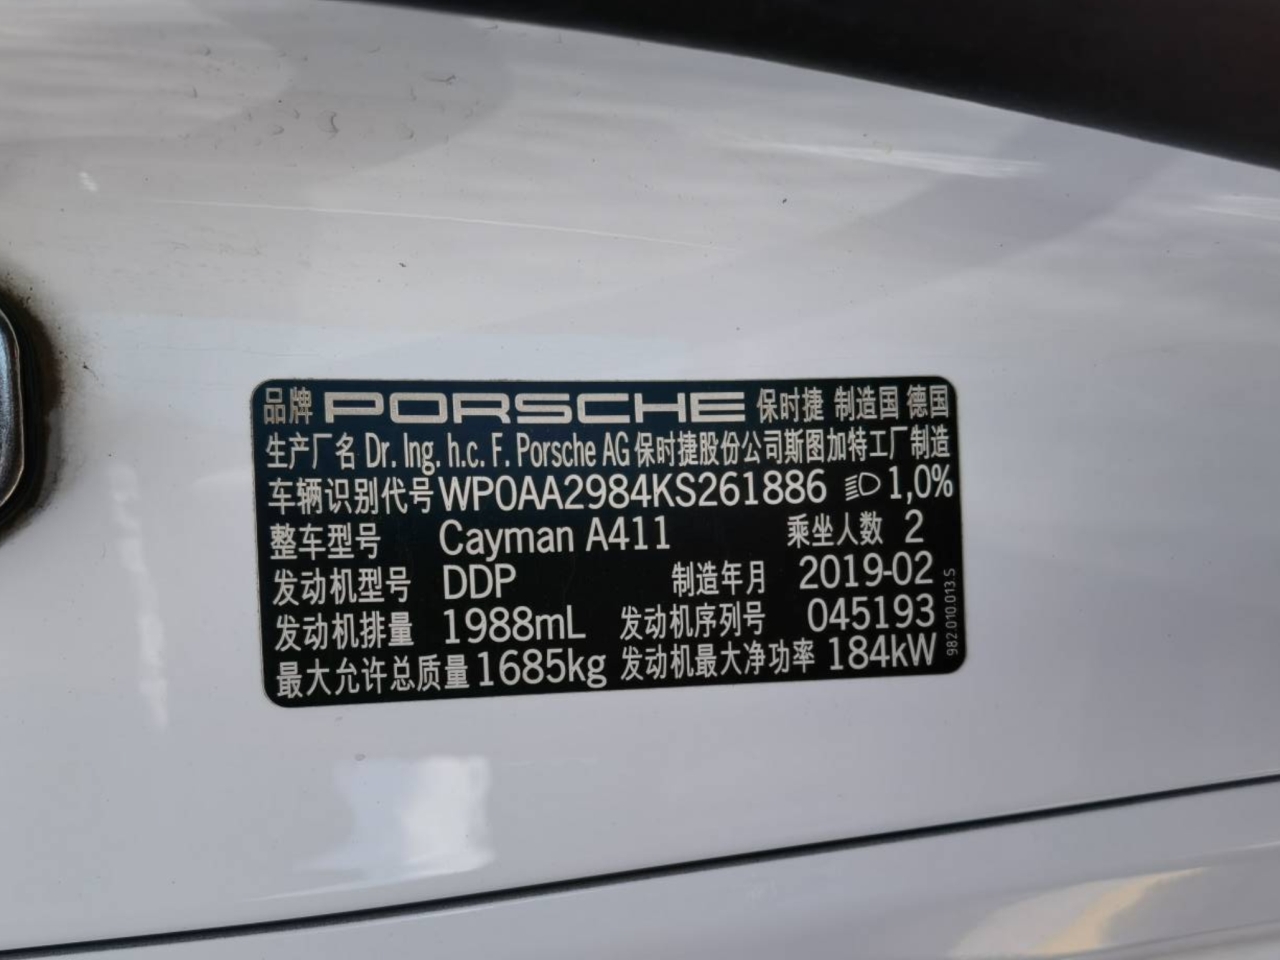 品牌 PORSCHE 保时捷 制造国 德国
生产厂名 Dr. Ing. h.c. F. Porsche AG 保时捷股份公司斯图加特工厂制造
车辆识别代号 WP0AA2984KS261886 1,0%
整车型号 Cayman A411 乘坐人数 2
发动机型号 DDP 制造年月 2019-02
发动机排量 1988mL 发动机序列号 045193
最大允许总质量 1685kg 发动机最大净功率 184kW
982.010.013.S